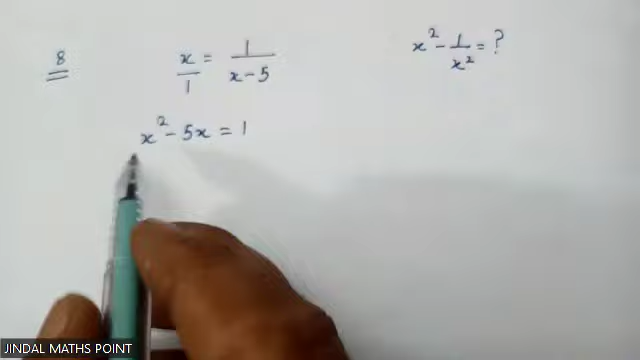 8
x/1 = 1/(x-5)
x² - 1/x² = ?
x² - 5x = 1
JINDAL MATHS POINT